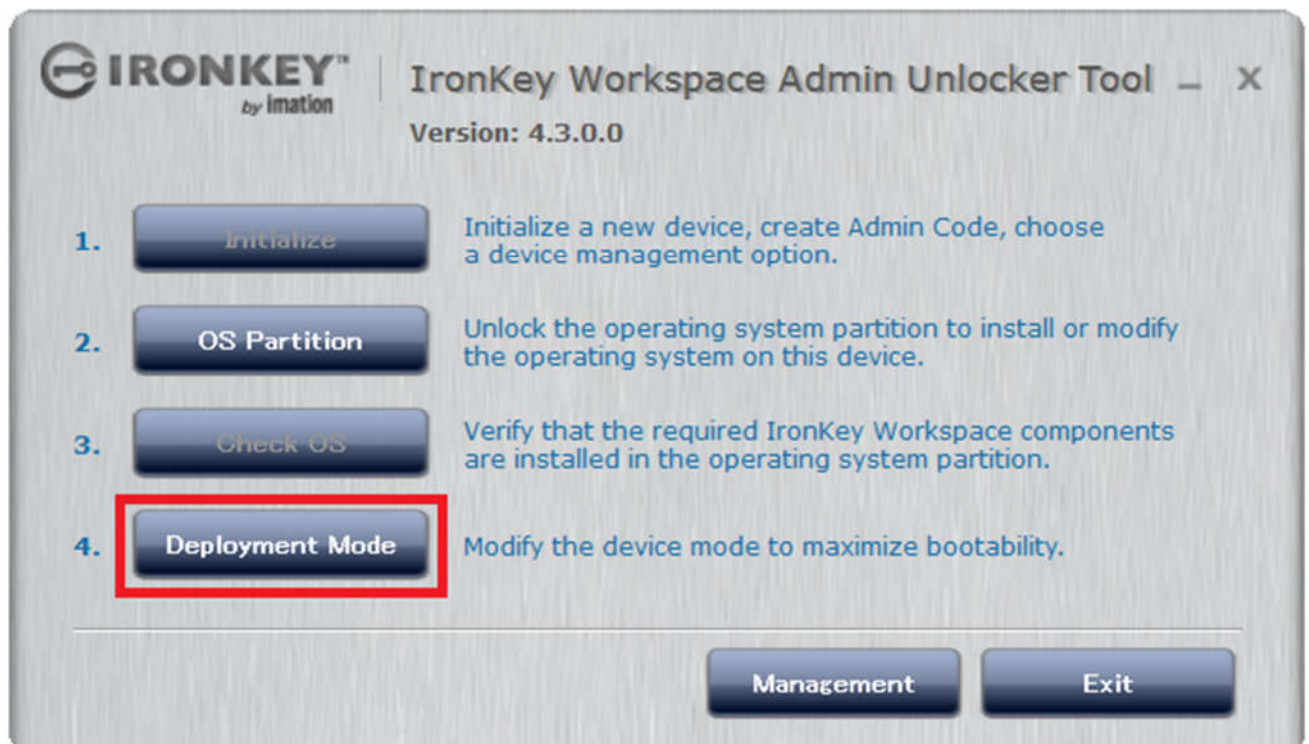 IRONKEY™
by imation
IronKey Workspace Admin Unlocker Tool
Version: 4.3.0.0
1. Initialize
Initialize a new device, create Admin Code, choose
a device management option.
2. OS Partition
Unlock the operating system partition to install or modify
the operating system on this device.
3. Check OS
Verify that the required IronKey Workspace components
are installed in the operating system partition.
4. Deployment Mode
Modify the device mode to maximize bootability.
Management
Exit